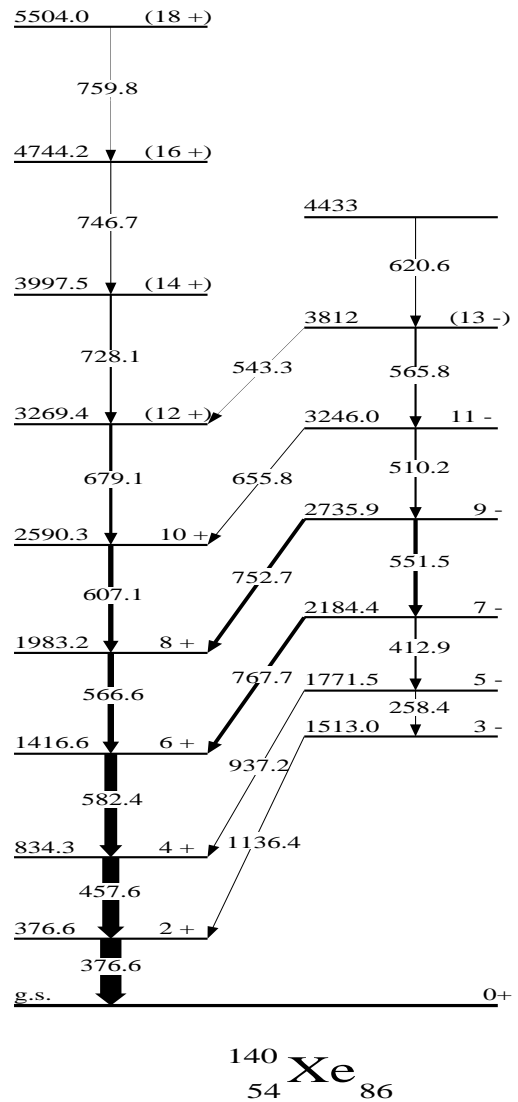 5504.0 (18 +)
759.8
4744.2 (16 +)
746.7
4433
620.6
3997.5 (14 +)
3812 (13 -)
728.1
543.3
565.8
3269.4 (12 +)
3246.0 11 -
679.1
655.8
510.2
2735.9 9 -
2590.3 10 +
752.7
551.5
607.1
2184.4 7 -
1983.2 8 +
412.9
767.7
1771.5 5 -
566.6
258.4
1513.0 3 -
1416.6 6 +
937.2
582.4
1136.4
834.3 4 +
457.6
376.6 2 +
376.6
g.s. 0+
140
54 Xe 86